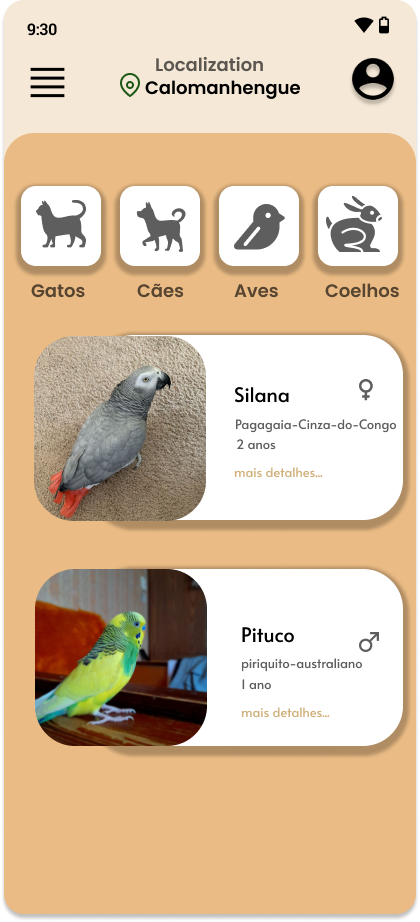 9:30
Localization
Calomanhengue
Gatos
Cães
Aves
Coelhos
Silana
Pagagaia-Cinza-do-Congo
2 anos
mais detalhes...
Pituco
piriquito-australiano
1 ano
mais detalhes...